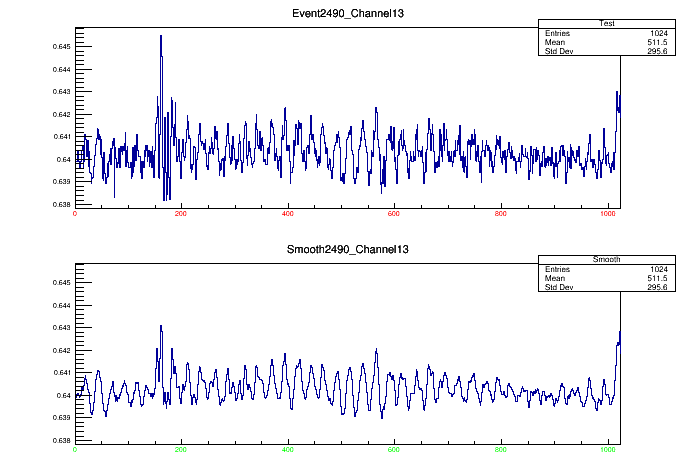 Event2490_Channel13
Test
Entries 1024
Mean 511.5
Std Dev 295.6
0.645
0.644
0.643
0.642
0.641
0.64
0.639
0.638
0 200 400 600 800 1000
Smooth2490_Channel13
Smooth
Entries 1024
Mean 511.5
Std Dev 295.6
0.645
0.644
0.643
0.642
0.641
0.64
0.639
0.638
0 200 400 600 800 1000